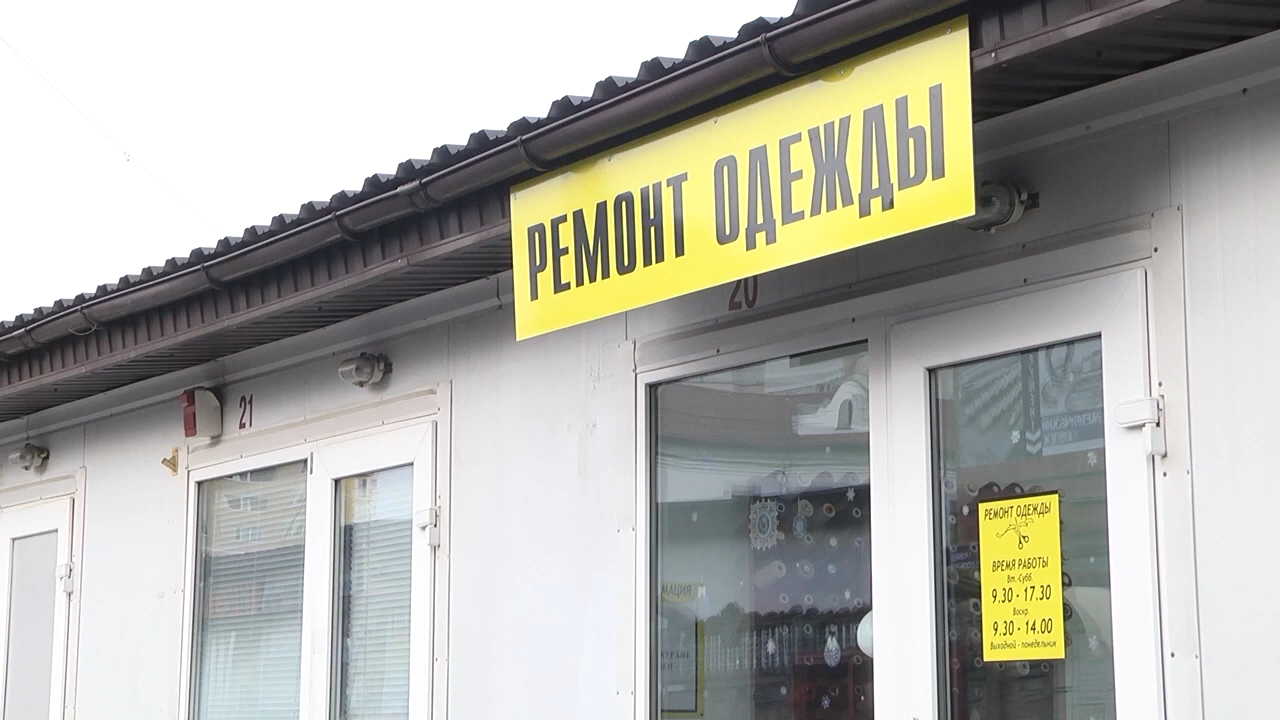 РЕМОНТ ОДЕЖДЫ
20
21
РЕМОНТ ОДЕЖДЫ
ВРЕМЯ РАБОТЫ
Вт.-Субб.
9.30 - 17.30
Воскр.
9.30 - 14.00
Выходной - понедельник